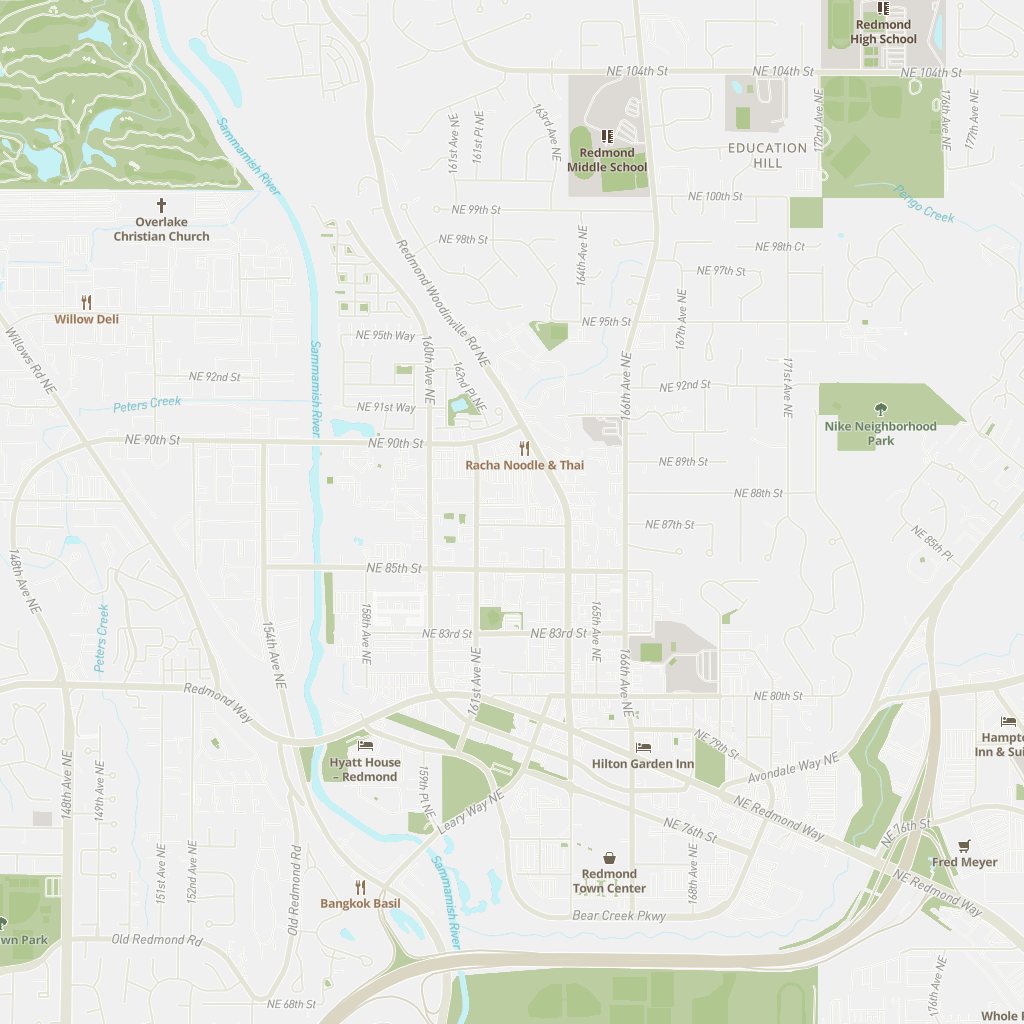 Redmond
High School
NE 104th St
NE 104th St
NE 104th St
161st Ave NE
161st Pl NE
163rd Ave NE
172nd Ave NE
176th Ave NE
177th Ave NE
Sammamish River
Redmond
Middle School
EDUCATION
HILL
NE 100th St
Perigo Creek
NE 99th St
Overlake
Christian Church
NE 98th St
NE 98th Ct
164th Ave NE
Redmond Woodinville Rd NE
NE 97th St
Willow Deli
NE 95th St
167th Ave NE
Willows Rd NE
NE 95th Way
160th Ave NE
Sammamish River
NE 92nd St
162nd Pl NE
166th Ave NE
NE 92nd St
171st Ave NE
Peters Creek
NE 91st Way
Nike Neighborhood
Park
NE 90th St
NE 90th St
Racha Noodle & Thai
NE 89th St
NE 88th St
NE 87th St
NE 85th Pl
148th Ave NE
NE 85th St
Peters Creek
158th Ave NE
165th Ave NE
154th Ave NE
NE 83rd St
NE 83rd St
161st Ave NE
166th Ave NE
Redmond Way
NE 80th St
NE 79th St
Hampto
Inn & Sui
Hyatt House
– Redmond
Hilton Garden Inn
148th Ave NE
149th Ave NE
159th Pl NE
Avondale Way NE
Leary Way NE
NE Redmond Way
NE 76th St
NE 76th St
151st Ave NE
152nd Ave NE
Old Redmond Rd
Sammamish River
Redmond
Town Center
168th Ave NE
Fred Meyer
NE Redmond Way
Bangkok Basil
Bear Creek Pkwy
wn Park
Old Redmond Rd
NE 68th St
176th Ave NE
Whole